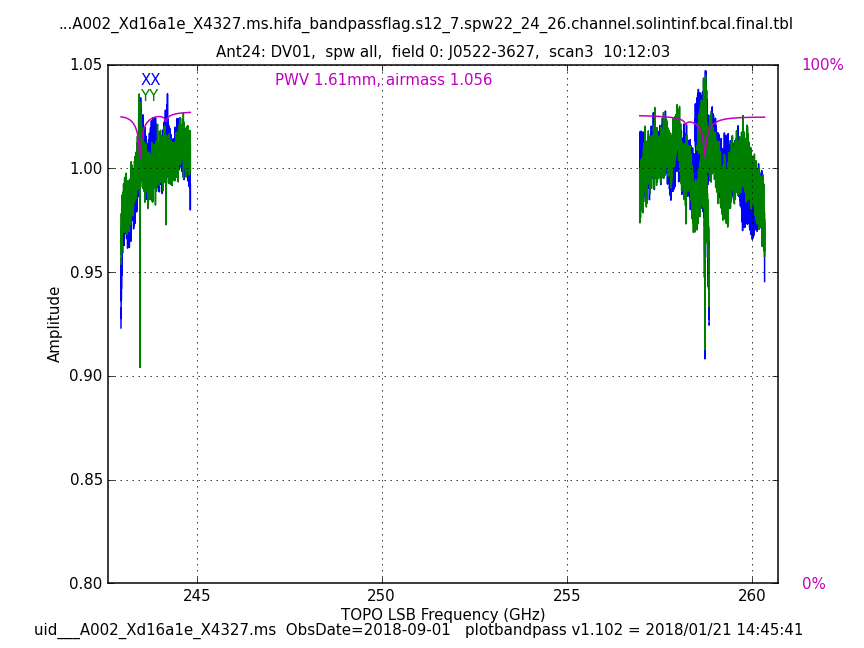 ...A002_Xd16a1e_X4327.ms.hifa_bandpassflag.s12_7.spw22_24_26.channel.solintinf.bcal.final.tbl
Ant24: DV01, spw all, field 0: J0522-3627, scan3 10:12:03
1.05
XX
YY
PWV 1.61mm, airmass 1.056
100%
1.00
0.95
Amplitude
0.90
0.85
0.80
0%
245
250
255
260
TOPO LSB Frequency (GHz)
uid___A002_Xd16a1e_X4327.ms ObsDate=2018-09-01 plotbandpass v1.102 = 2018/01/21 14:45:41